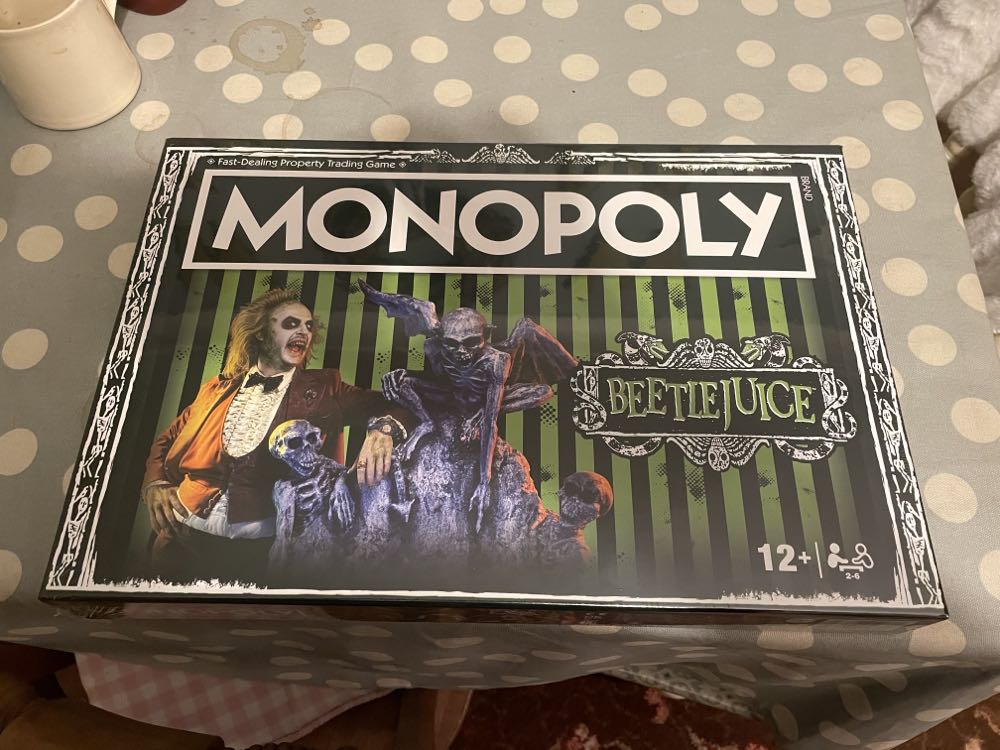 Fast-Dealing Property Trading Game
MONOPOLY
BRAND
BEETLEJUICE
12+
2-6